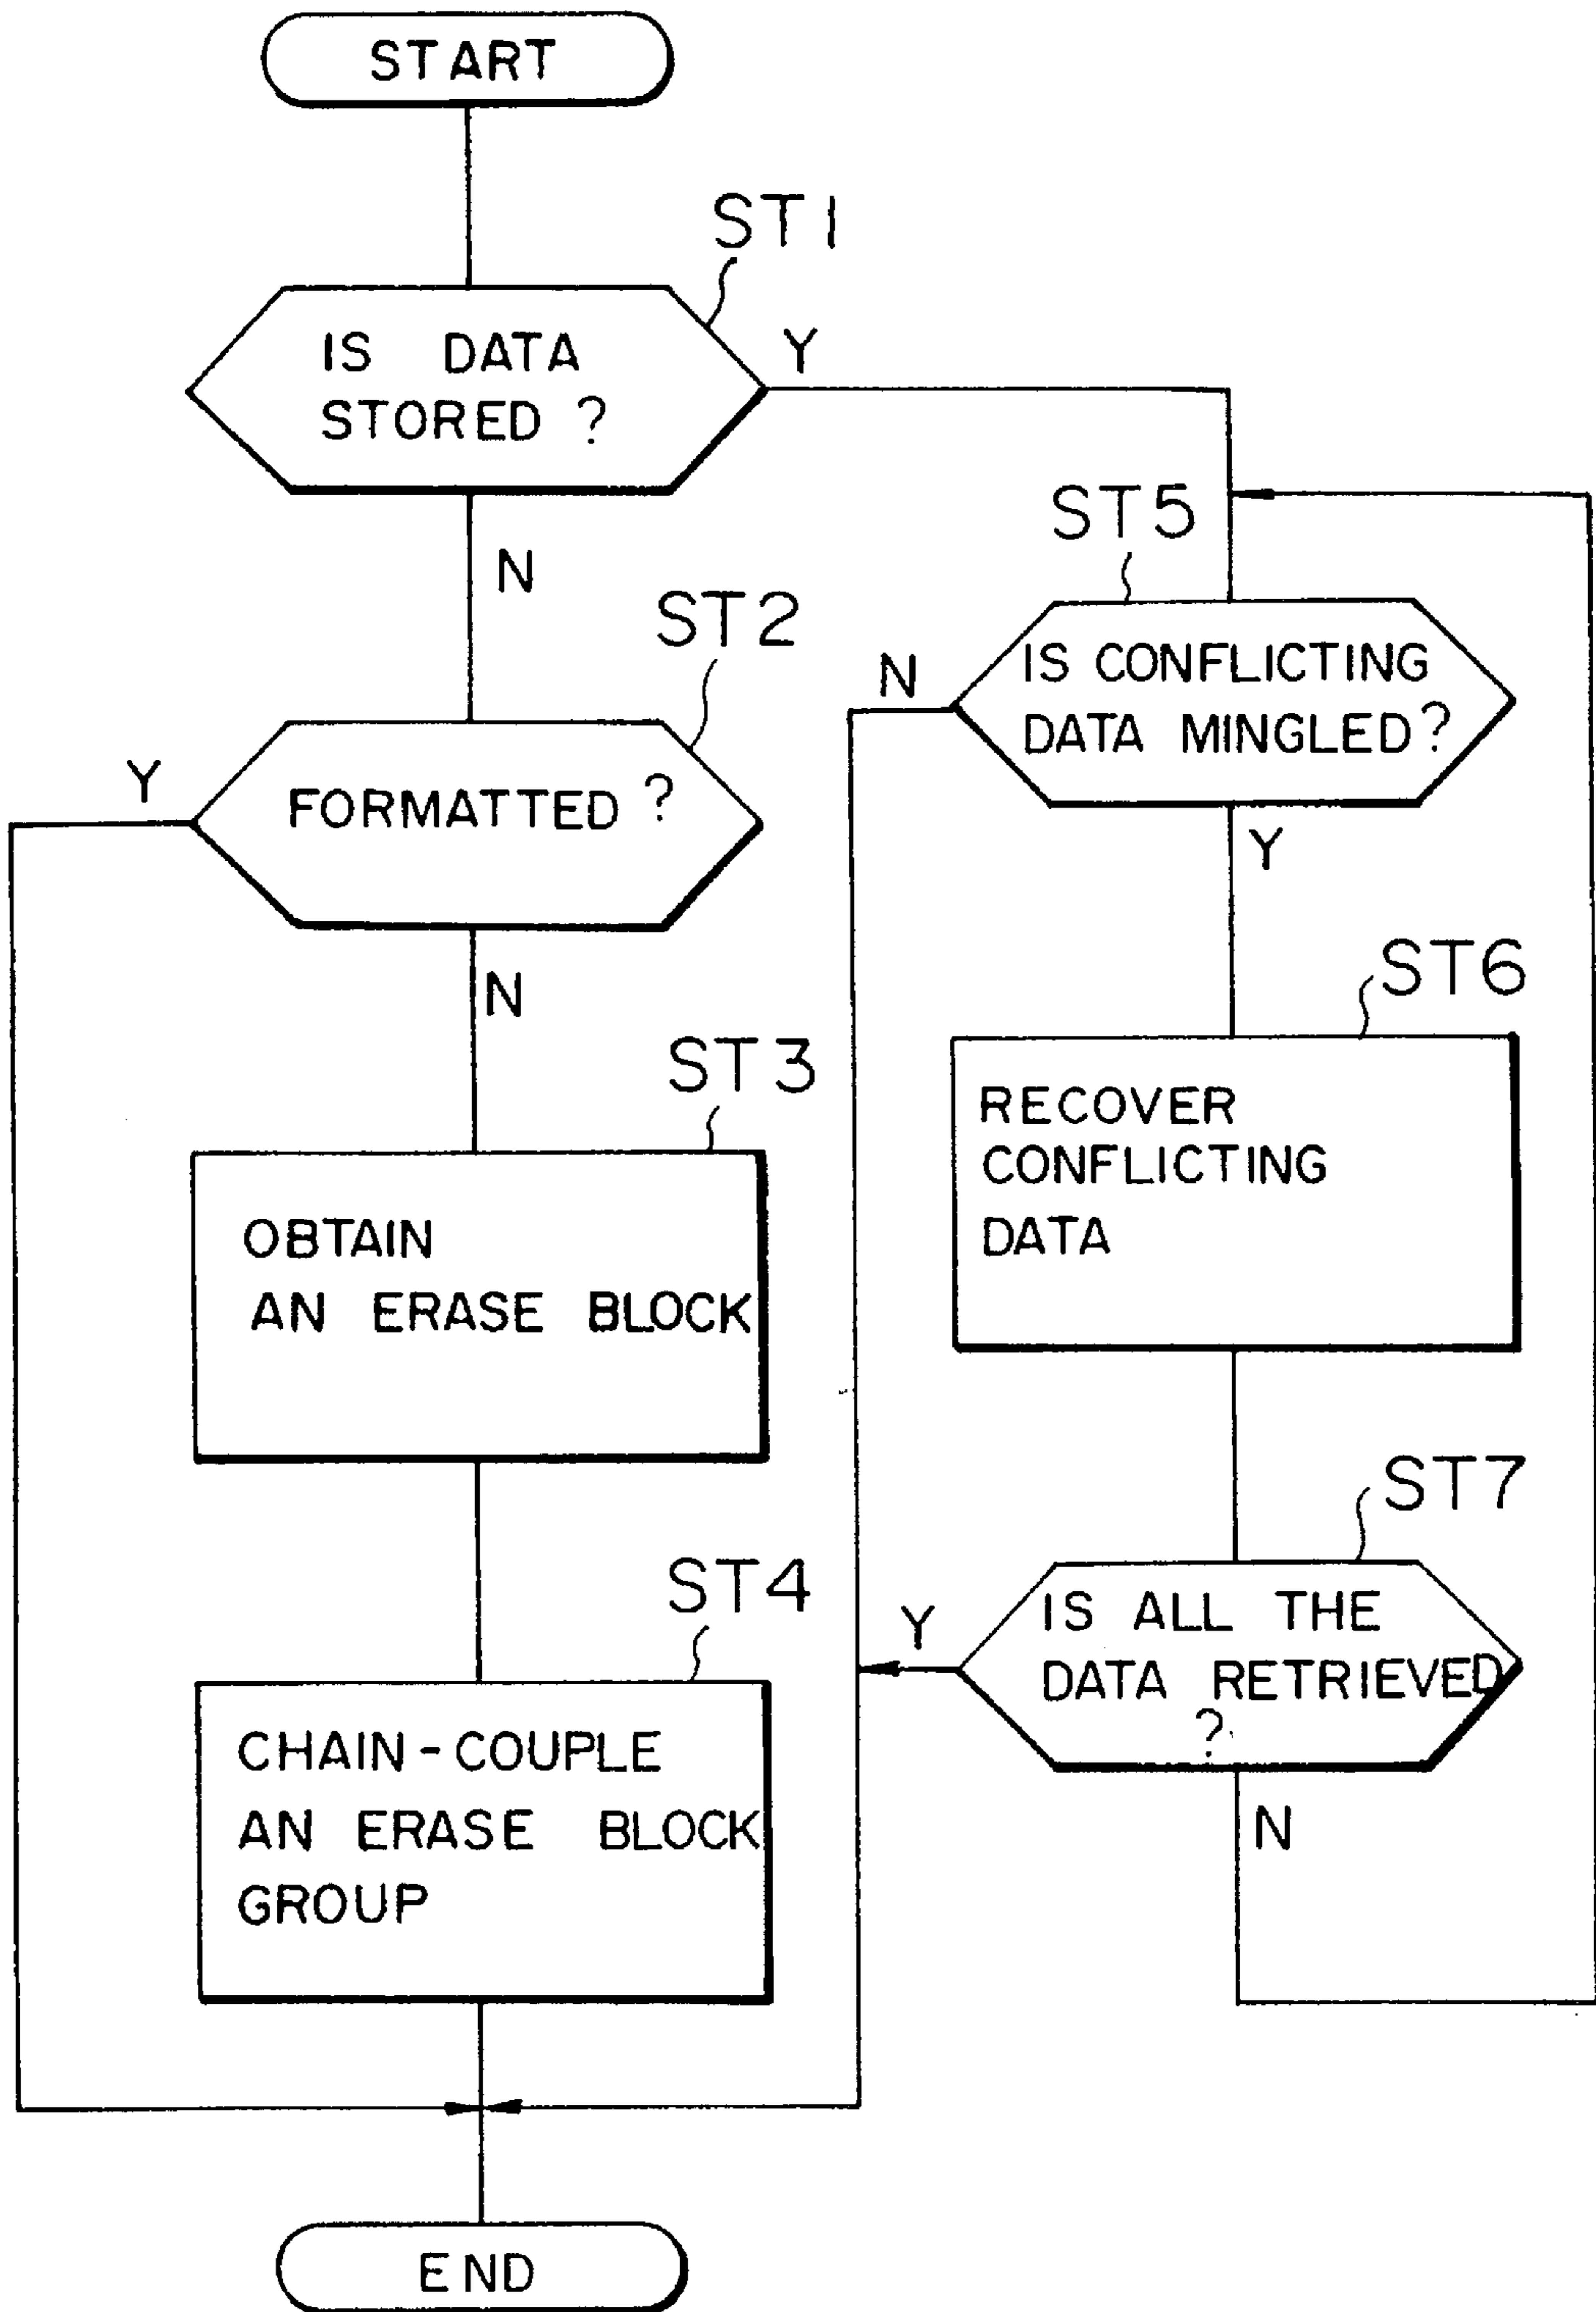 START
ST1
IS DATA
STORED ?
Y
N
ST2
FORMATTED ?
Y
N
ST3
OBTAIN
AN ERASE BLOCK
ST4
CHAIN-COUPLE
AN ERASE BLOCK
GROUP
ST5
IS CONFLICTING
DATA MINGLED?
N
Y
ST6
RECOVER
CONFLICTING
DATA
ST7
IS ALL THE
DATA RETRIEVED
?
Y
N
END